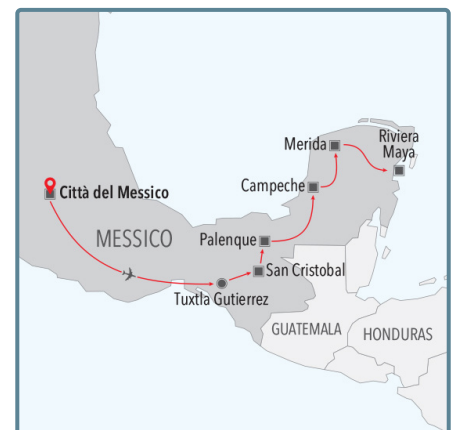 Merida
Riviera
Maya
Campeche
Città del Messico
MESSICO
Palenque
San Cristobal
Tuxtla Gutierrez
GUATEMALA
HONDURAS